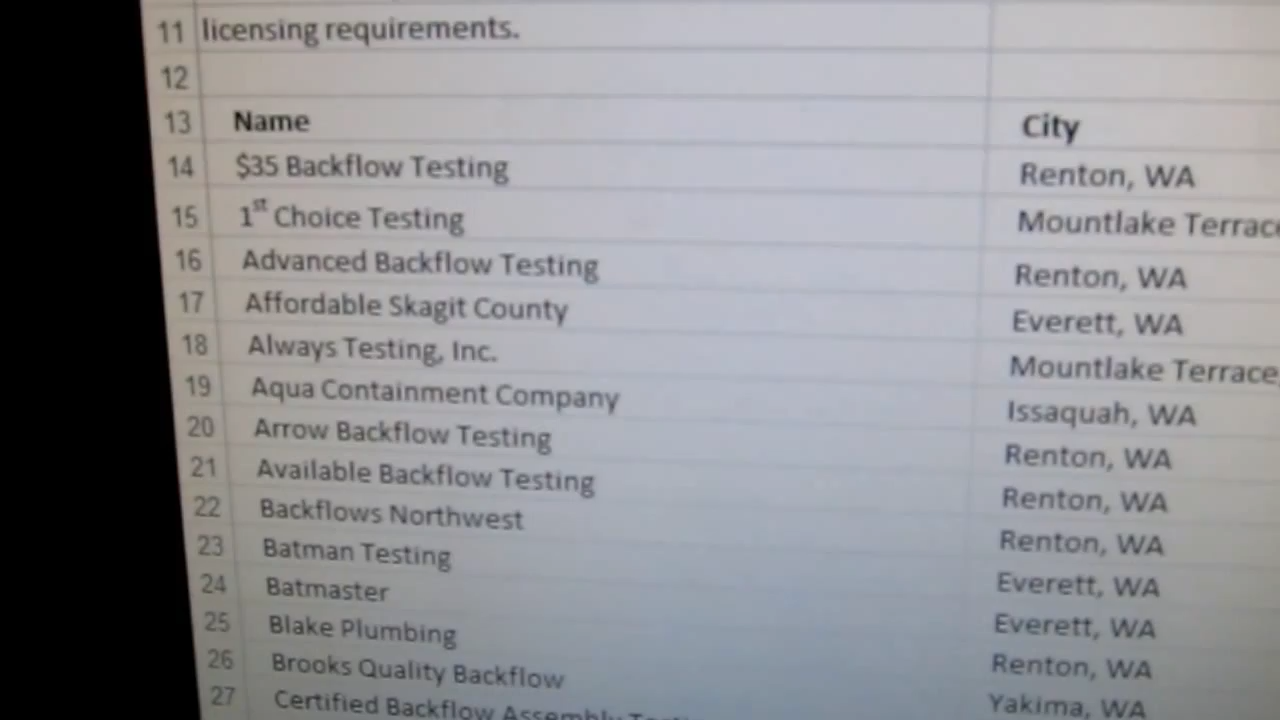 11 licensing requirements.
12
13 Name City
14 $35 Backflow Testing Renton, WA
15 1st Choice Testing Mountlake Terrac
16 Advanced Backflow Testing Renton, WA
17 Affordable Skagit County Everett, WA
18 Always Testing, Inc. Mountlake Terrace
19 Aqua Containment Company Issaquah, WA
20 Arrow Backflow Testing Renton, WA
21 Available Backflow Testing Renton, WA
22 Backflows Northwest Renton, WA
23 Batman Testing Everett, WA
24 Batmaster Everett, WA
25 Blake Plumbing Renton, WA
26 Brooks Quality Backflow Yakima, WA
27 Certified Backflow Assembly